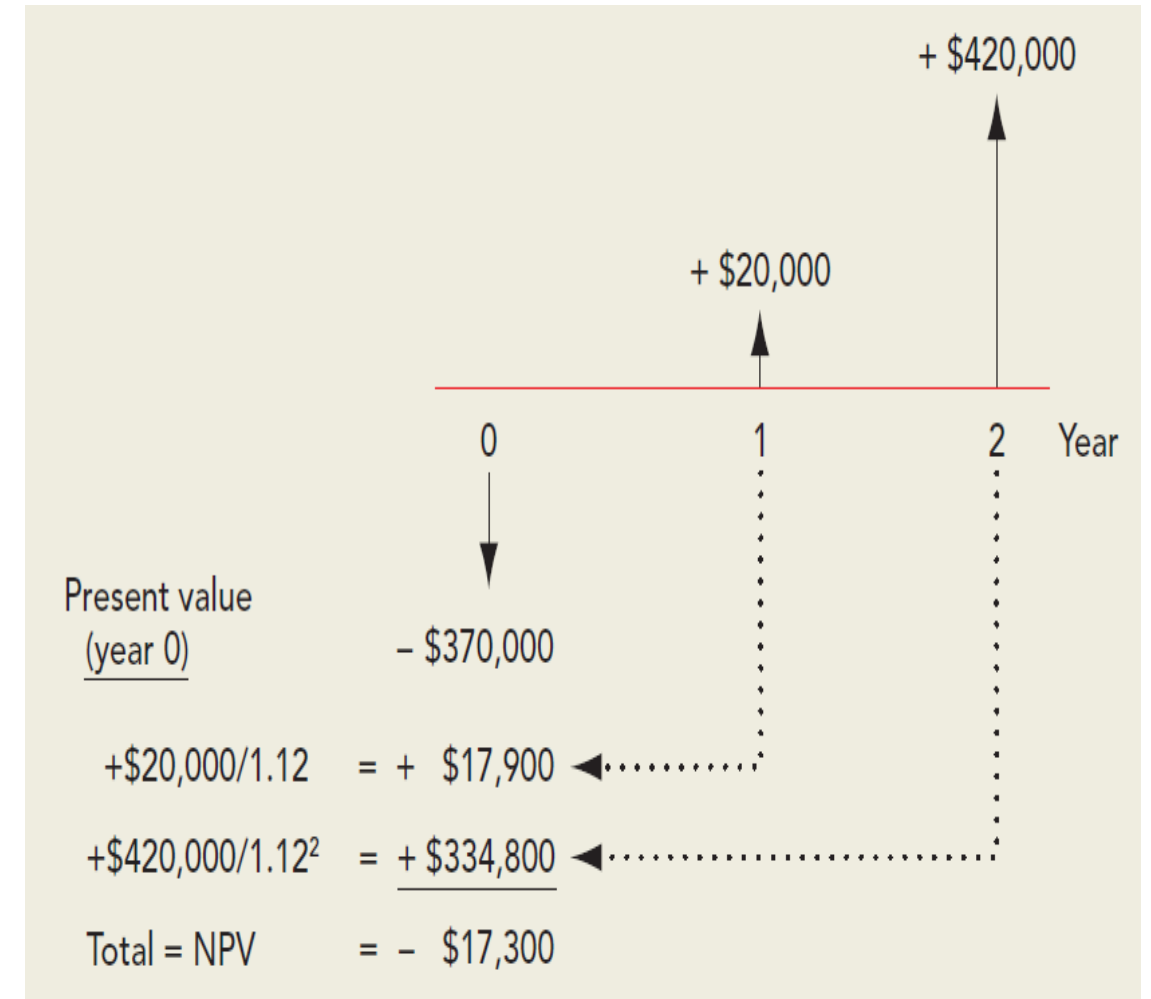 + $420,000
+ $20,000
0 1 2 Year
Present value
(year 0) – $370,000
+$20,000/1.12 = + $17,900
+$420,000/1.12² = + $334,800
Total = NPV = – $17,300